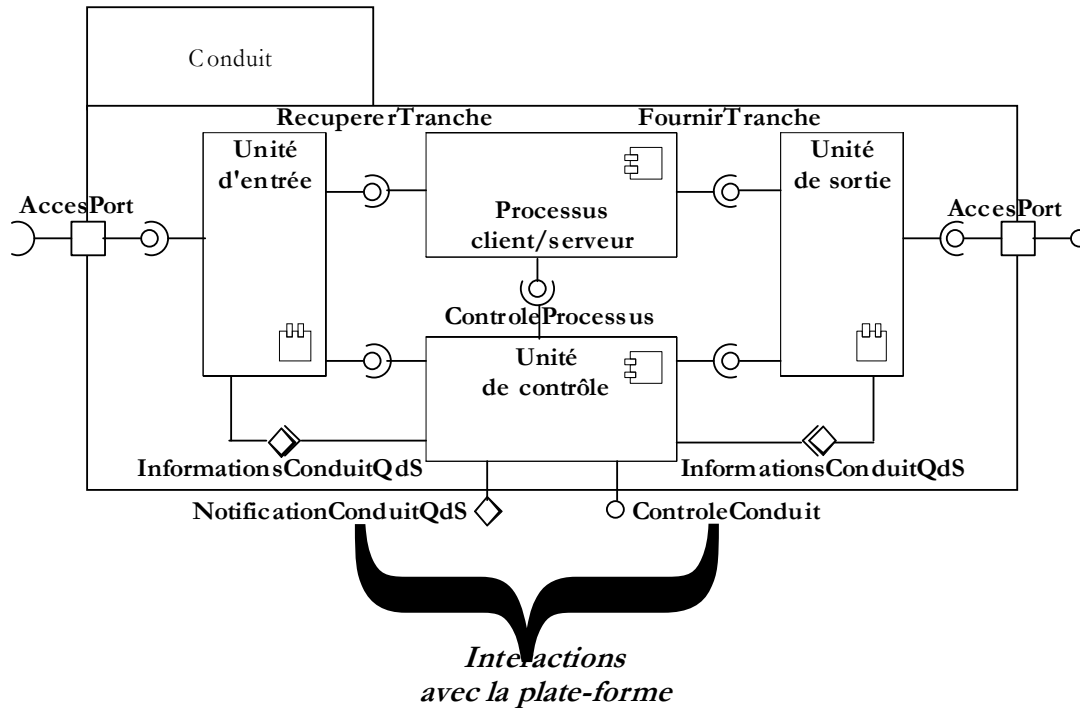 Conduit
RecupererTranche
FournirTranche
Unité
d'entrée
Unité
de sortie
AccesPort
Processus
client/serveur
AccesPort
ControleProcessus
Unité
de contrôle
InformationsConduitQdS
InformationsConduitQdS
NotificationConduitQdS
ControleConduit
Interactions
avec la plate-forme